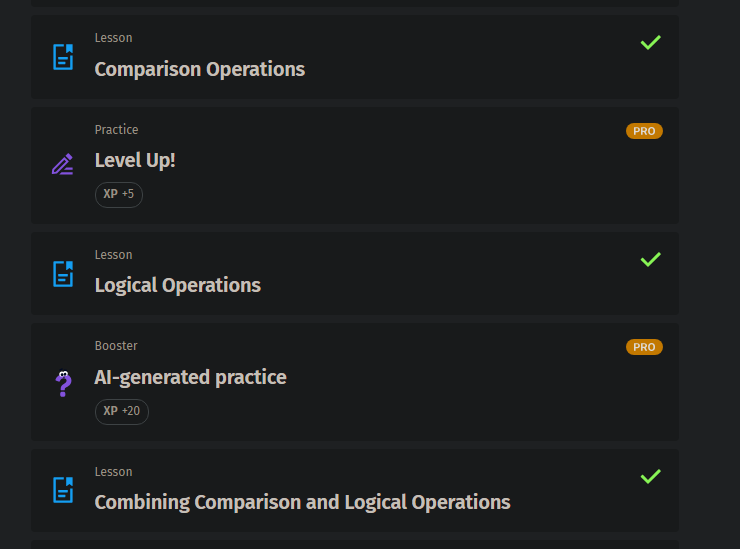 Lesson
Comparison Operations
Practice
PRO
Level Up!
XP +5
Lesson
Logical Operations
Booster
PRO
AI-generated practice
XP +20
Lesson
Combining Comparison and Logical Operations